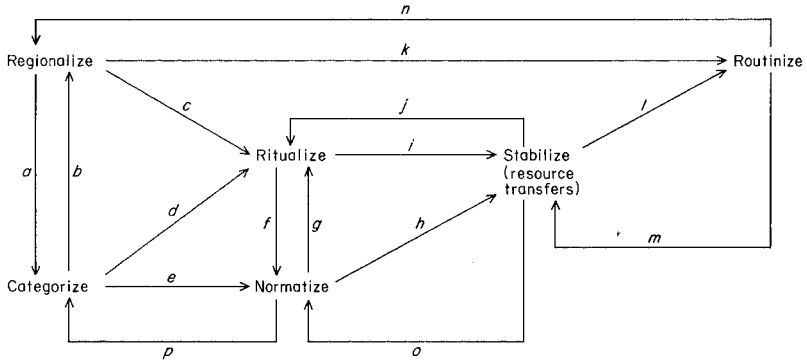 n
Regionalize
k
Routinize
c
j
l
a
b
Ritualize
i
Stabilize
(resource
transfers)
d
f
g
h
m
Categorize
e
Normatize
p
o